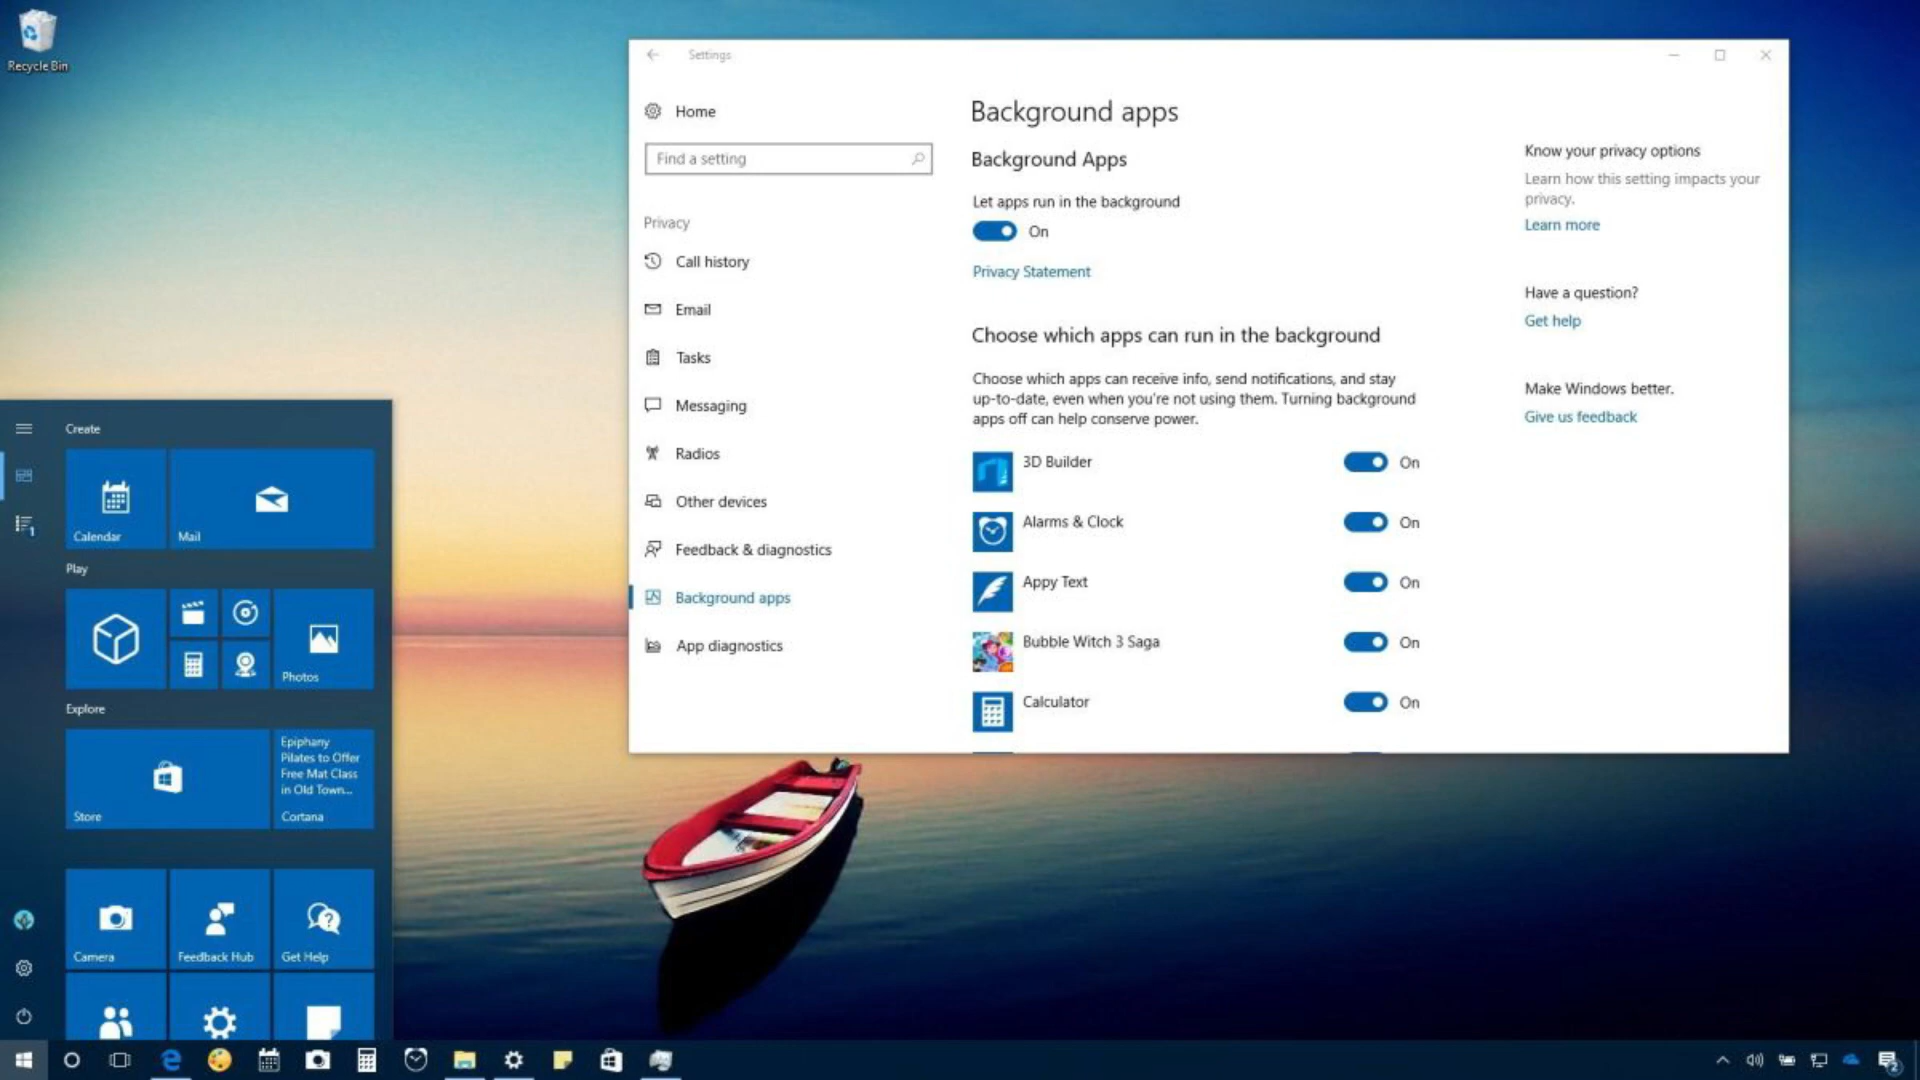 Recycle Bin
Settings
Home
Find a setting
Privacy
Call history
Email
Tasks
Messaging
Radios
Other devices
Feedback & diagnostics
Background apps
App diagnostics
Background apps
Background Apps
Let apps run in the background
On
Privacy Statement
Choose which apps can run in the background
Choose which apps can receive info, send notifications, and stay
up-to-date, even when you're not using them. Turning background
apps off can help conserve power.
3D Builder On
Alarms & Clock On
Appy Text On
Bubble Witch 3 Saga On
Calculator On
Know your privacy options
Learn how this setting impacts your
privacy.
Learn more
Have a question?
Get help
Make Windows better.
Give us feedback
1
Create
Calendar Mail
Play
Photos
Explore
Epiphany
Pilates to Offer
Free Mat Class
in Old Town...
Store Cortana
Camera Feedback Hub Get Help
2